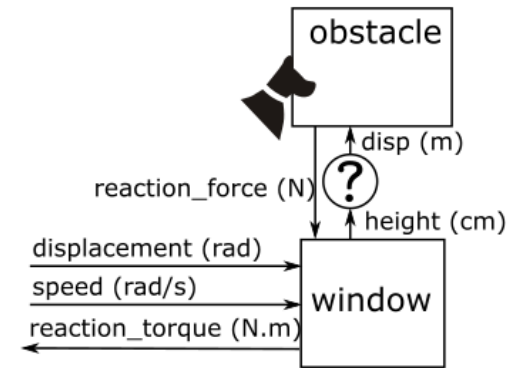 obstacle
disp (m)
?
reaction_force (N)
height (cm)
displacement (rad)
speed (rad/s)
window
reaction_torque (N.m)